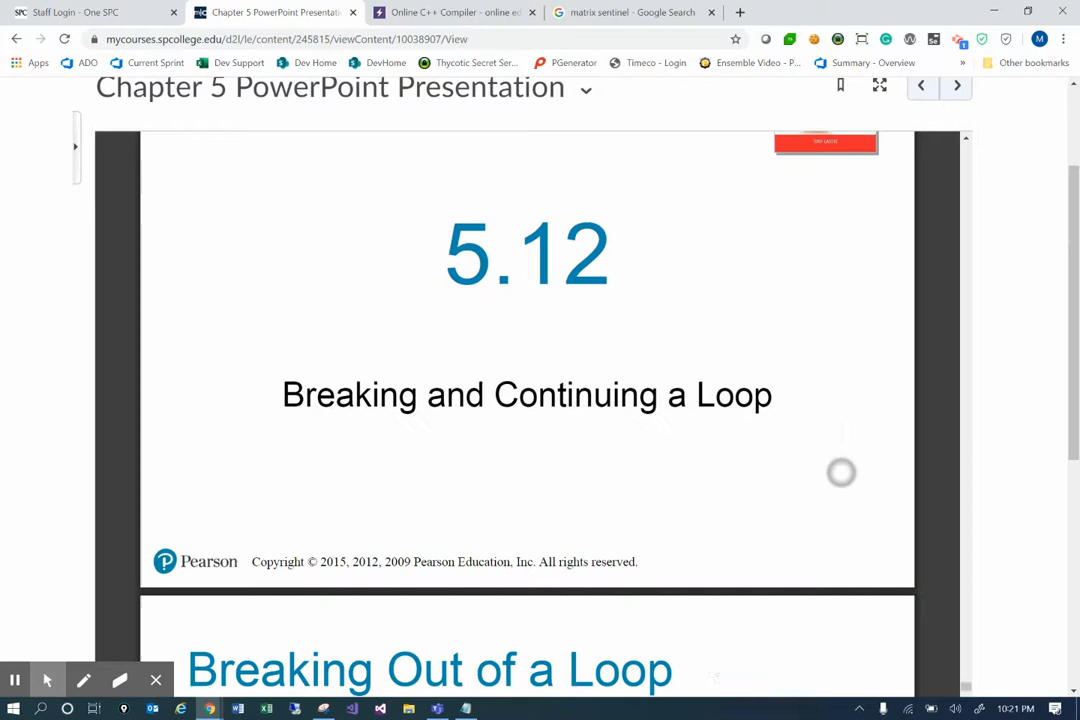 SPC Staff Login - One SPC
Chapter 5 PowerPoint Presentati
Online C++ Compiler - online ed
matrix sentinel - Google Search
mycourses.spcollege.edu/d2l/le/content/245815/viewContent/10038907/View
M
Apps
ADO
Current Sprint
Dev Support
Dev Home
DevHome
Thycotic Secret Ser...
PGenerator
Timeco - Login
Ensemble Video - P...
Summary - Overview
»
Other bookmarks
Chapter 5 PowerPoint Presentation
TONY GADDIS
5.12
Breaking and Continuing a Loop
Pearson
Copyright © 2015, 2012, 2009 Pearson Education, Inc. All rights reserved.
Breaking Out of a Loop
10:21 PM